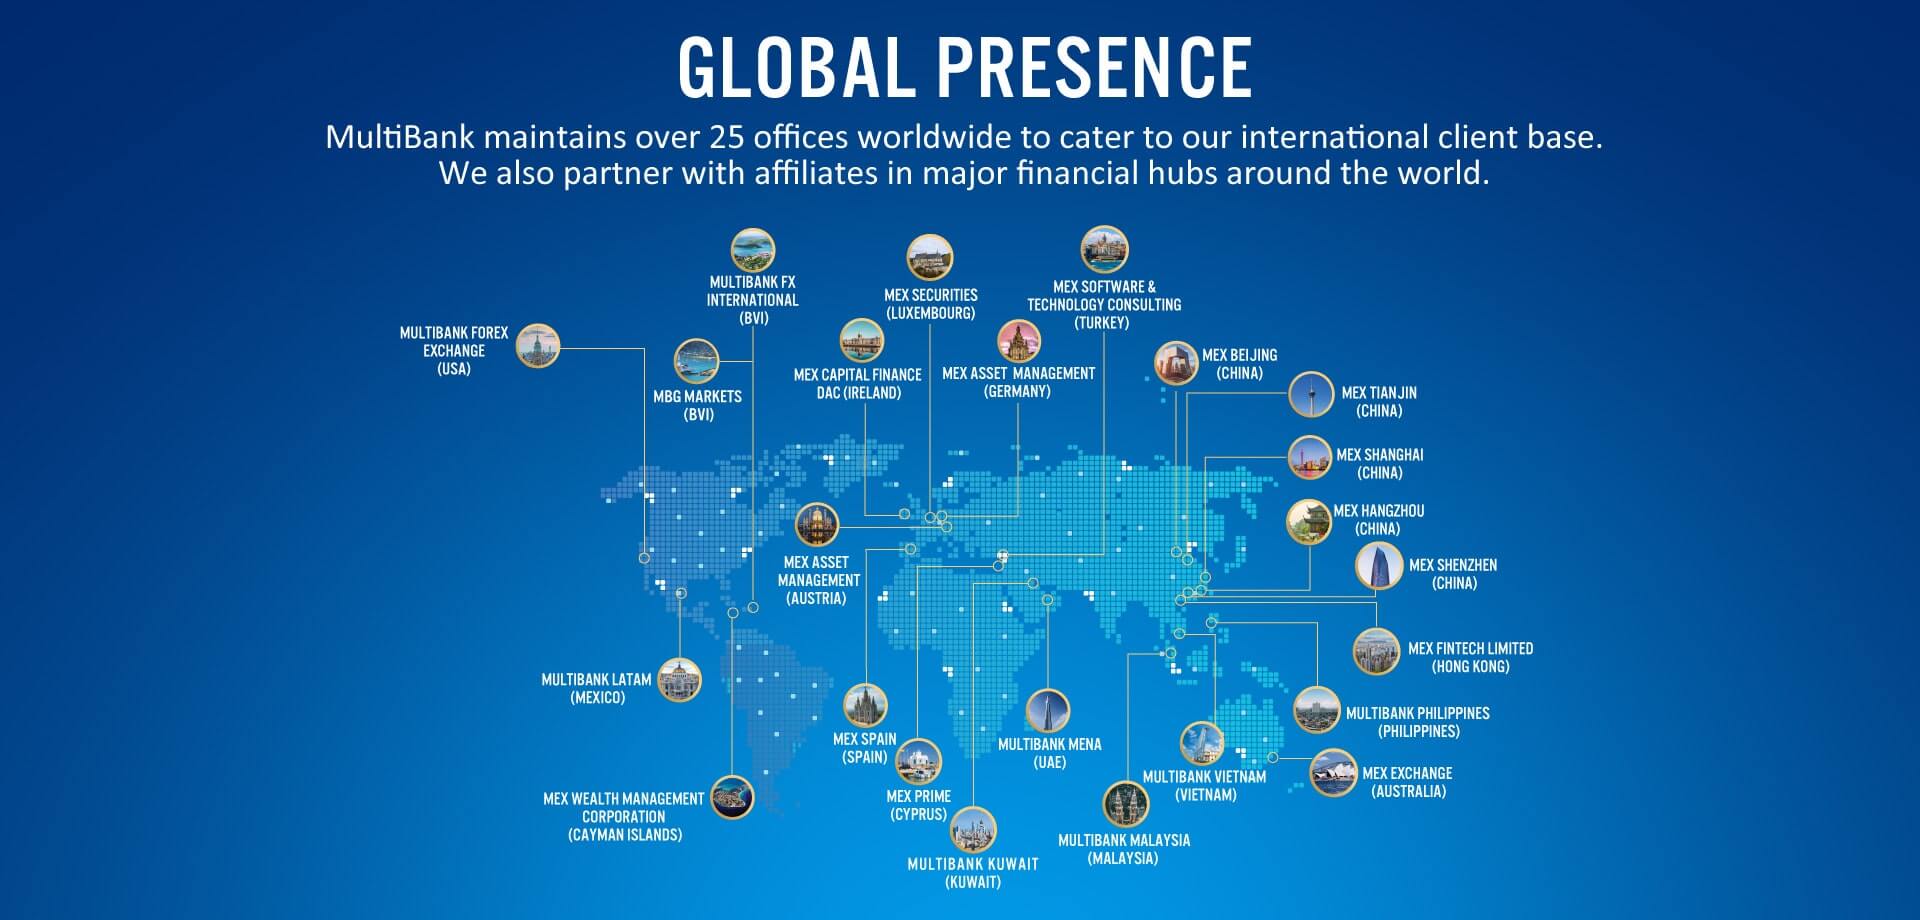 GLOBAL PRESENCE
MultiBank maintains over 25 offices worldwide to cater to our international client base.
We also partner with affiliates in major financial hubs around the world.
MULTIBANK FOREX
EXCHANGE
(USA)
MULTIBANK FX
INTERNATIONAL
(BVI)
MBG MARKETS
(BVI)
MEX CAPITAL FINANCE
DAC (IRELAND)
MEX SECURITIES
(LUXEMBOURG)
MEX ASSET MANAGEMENT
(GERMANY)
MEX SOFTWARE &
TECHNOLOGY CONSULTING
(TURKEY)
MEX BEIJING
(CHINA)
MEX TIANJIN
(CHINA)
MEX SHANGHAI
(CHINA)
MEX HANGZHOU
(CHINA)
MEX SHENZHEN
(CHINA)
MEX FINTECH LIMITED
(HONG KONG)
MEX ASSET
MANAGEMENT
(AUSTRIA)
MULTIBANK LATAM
(MEXICO)
MEX WEALTH MANAGEMENT
CORPORATION
(CAYMAN ISLANDS)
MEX SPAIN
(SPAIN)
MEX PRIME
(CYPRUS)
MULTIBANK KUWAIT
(KUWAIT)
MULTIBANK MENA
(UAE)
MULTIBANK MALAYSIA
(MALAYSIA)
MULTIBANK VIETNAM
(VIETNAM)
MULTIBANK PHILIPPINES
(PHILIPPINES)
MEX EXCHANGE
(AUSTRALIA)